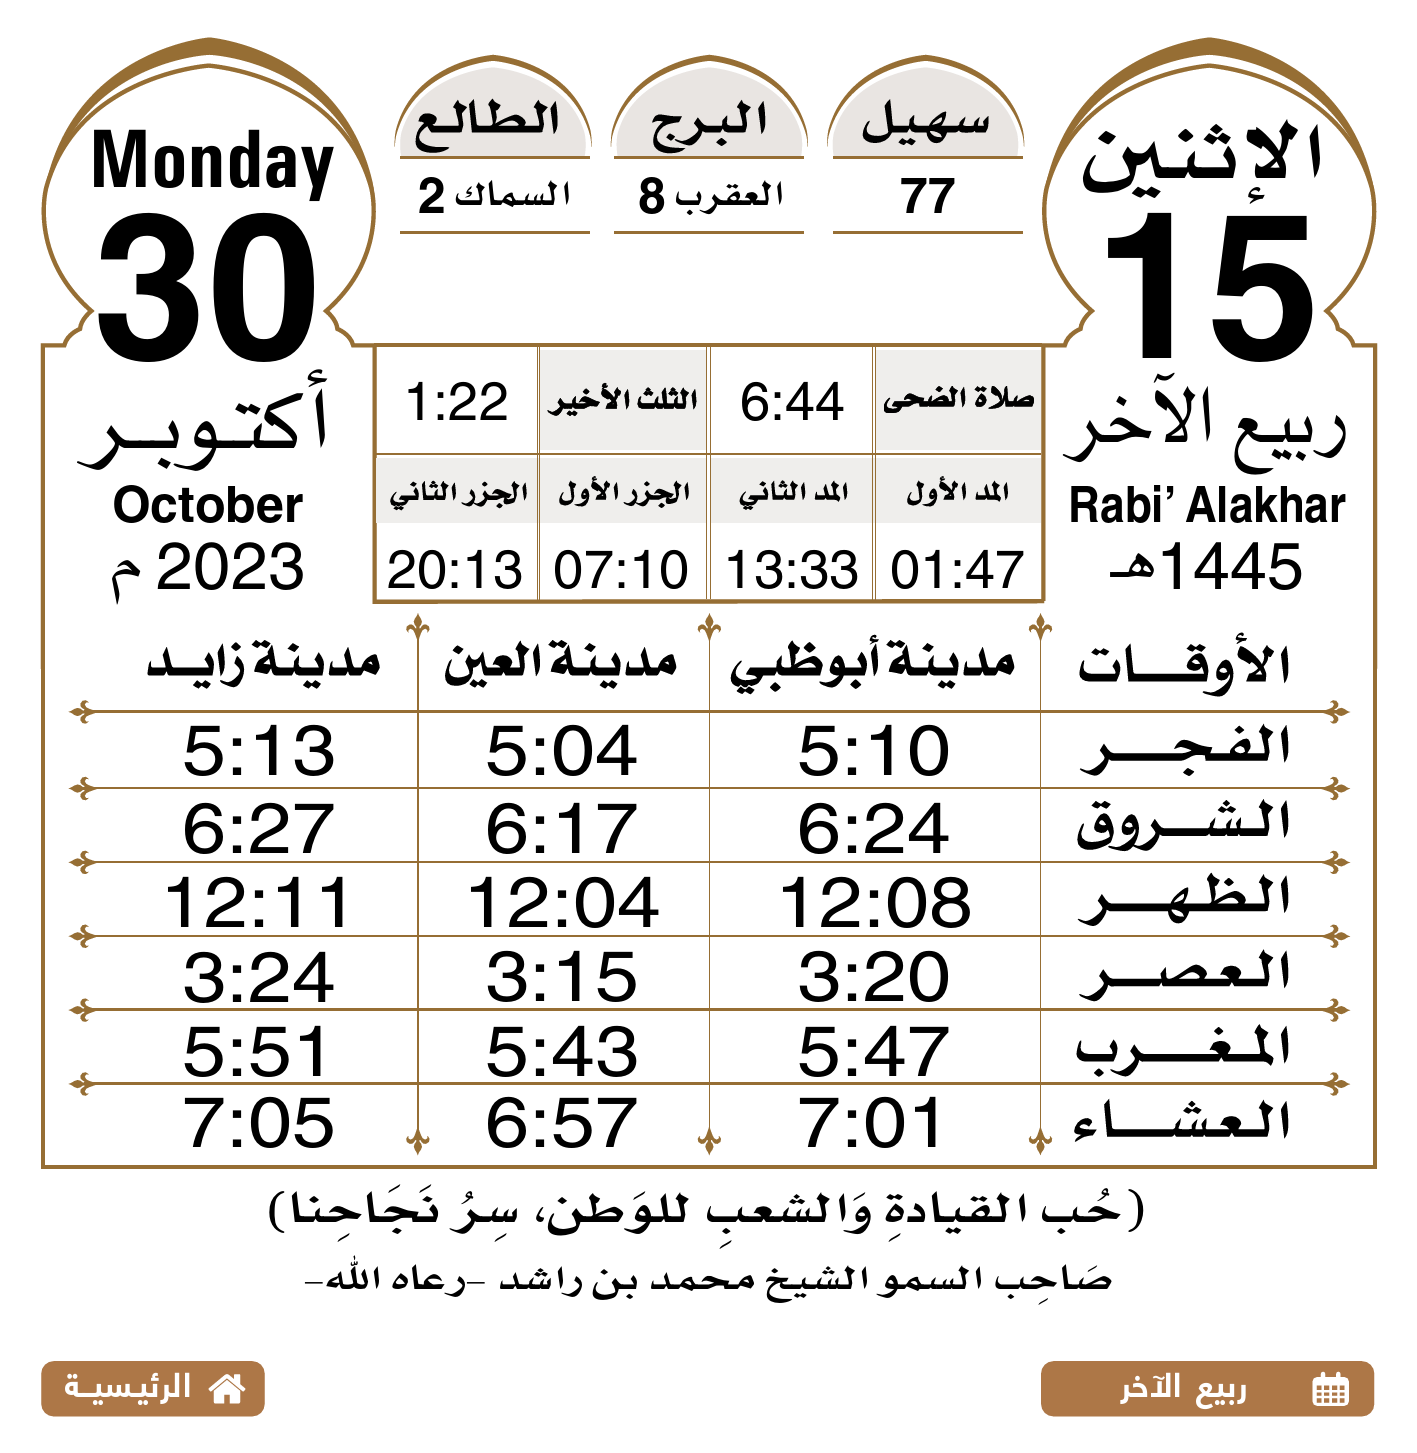 الإثنين
15
ربيع الآخر
Rabi’ Alakhar
1445هـ
سهيل
77
البرج
العقرب 8
الطالع
السماك 2
Monday
30
أكتوبر
October
2023 م
صلاة الضحى 6:44 الثلث الأخير 1:22
المد الأول المد الثاني الجزر الأول الجزر الثاني
01:47 13:33 07:10 20:13
الأوقات مدينة أبوظبي مدينة العين مدينة زايد
الفجر 5:10 5:04 5:13
الشروق 6:24 6:17 6:27
الظهر 12:08 12:04 12:11
العصر 3:20 3:15 3:24
المغرب 5:47 5:43 5:51
العشاء 7:01 6:57 7:05
(حُب القيادةِ وَالشعبِ للوَطن، سِرُ نَجَاحِنا)
صَاحِب السمو الشيخ محمد بن راشد –رعاه الله–
ربيع الآخر
الرئيسية